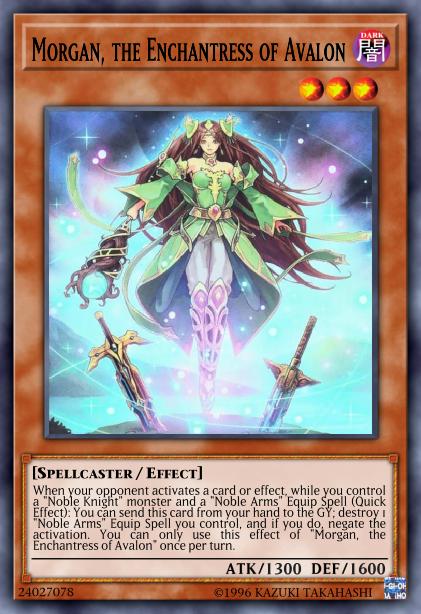 MORGAN, THE ENCHANTRESS OF AVALON
DARK
闇
[SPELLCASTER / EFFECT]
When your opponent activates a card or effect, while you control
a "Noble Knight" monster and a "Noble Arms" Equip Spell (Quick
Effect): You can send this card from your hand to the GY; destroy 1
"Noble Arms" Equip Spell you control, and if you do, negate the
activation. You can only use this effect of "Morgan, the
Enchantress of Avalon" once per turn.
ATK/1300 DEF/1600
24027078
©1996 KAZUKI TAKAHASHI